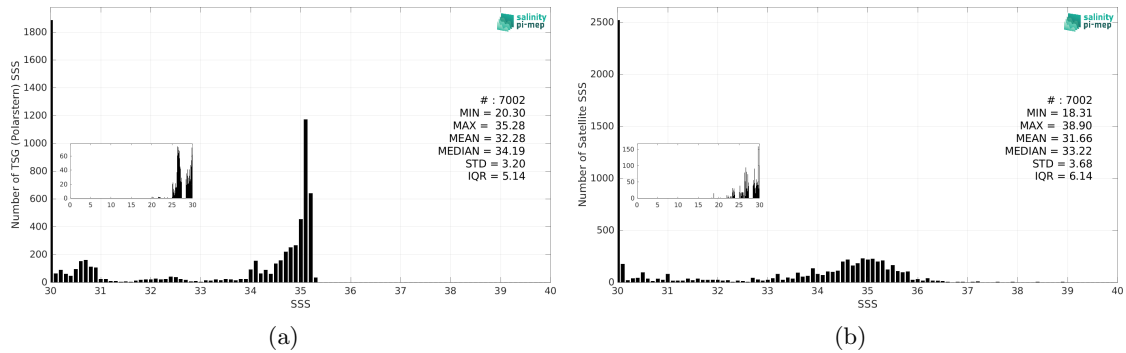 1800
1600
1400
1200
1000
800
600
400
200
0
Number of TSG (Polarstern) SSS
salinity
pi-mep
# : 7002
MIN = 20.30
MAX = 35.28
MEAN = 32.28
MEDIAN = 34.19
STD = 3.20
IQR = 5.14
60
40
20
0
0 5 10 15 20 25 30
30 31 32 33 34 35 36 37 38 39 40
SSS
(a)
2500
2000
1500
1000
500
0
Number of Satellite SSS
salinity
pi-mep
# : 7002
MIN = 18.31
MAX = 38.90
MEAN = 31.66
MEDIAN = 33.22
STD = 3.68
IQR = 6.14
150
100
50
0
0 5 10 15 20 25 30
30 31 32 33 34 35 36 37 38 39 40
SSS
(b)